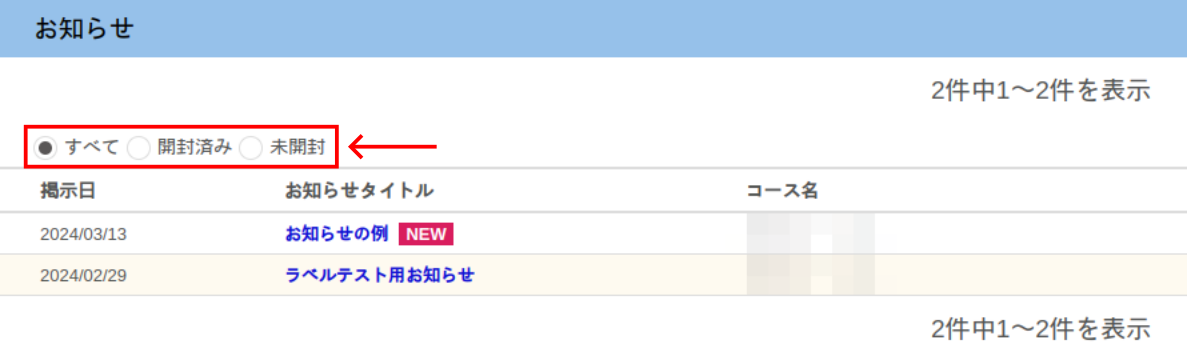 お知らせ
2件中1～2件を表示
すべて 開封済み 未開封
掲示日 お知らせタイトル コース名
2024/03/13 お知らせの例 NEW
2024/02/29 ラベルテスト用お知らせ
2件中1～2件を表示